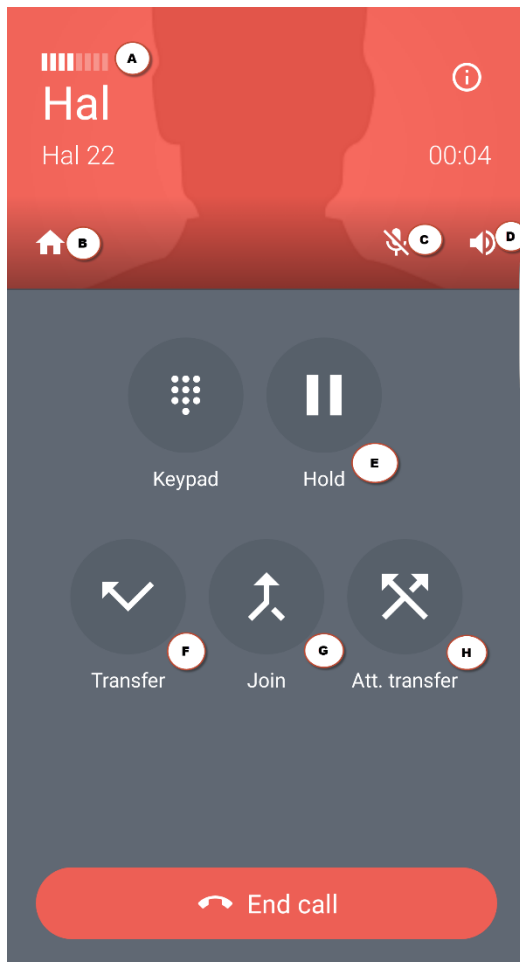 A
Hal
Hal 22 00:04
B C D
Keypad Hold E
F G H
Transfer Join Att. transfer
End call